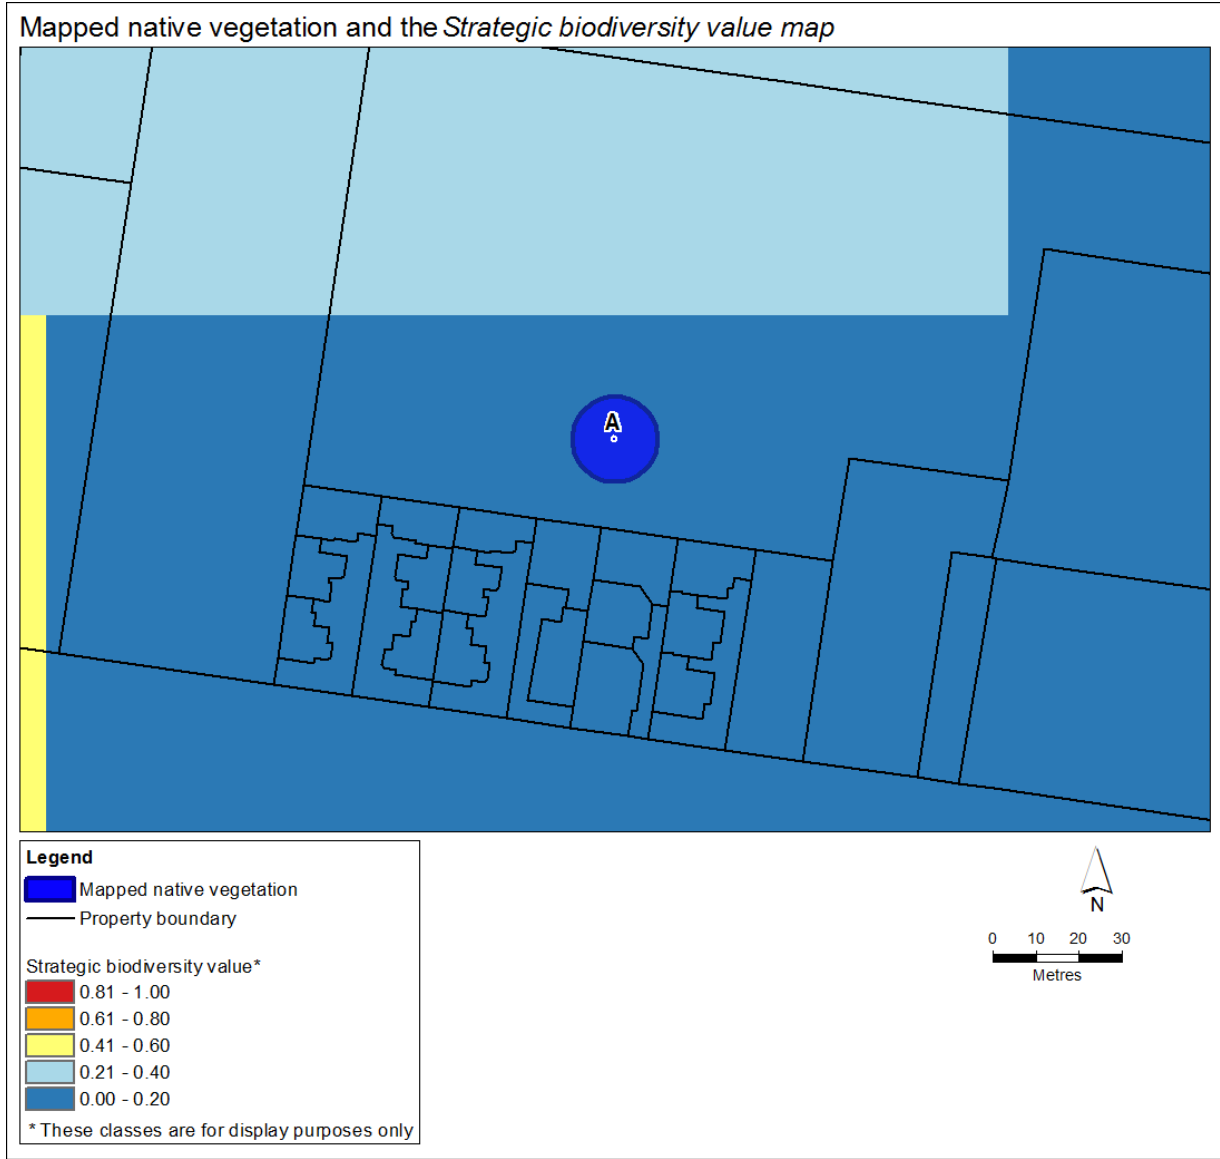 Mapped native vegetation and the Strategic biodiversity value map
A
Legend
Mapped native vegetation
Property boundary
Strategic biodiversity value*
0.81 - 1.00
0.61 - 0.80
0.41 - 0.60
0.21 - 0.40
0.00 - 0.20
* These classes are for display purposes only
N
0 10 20 30
Metres